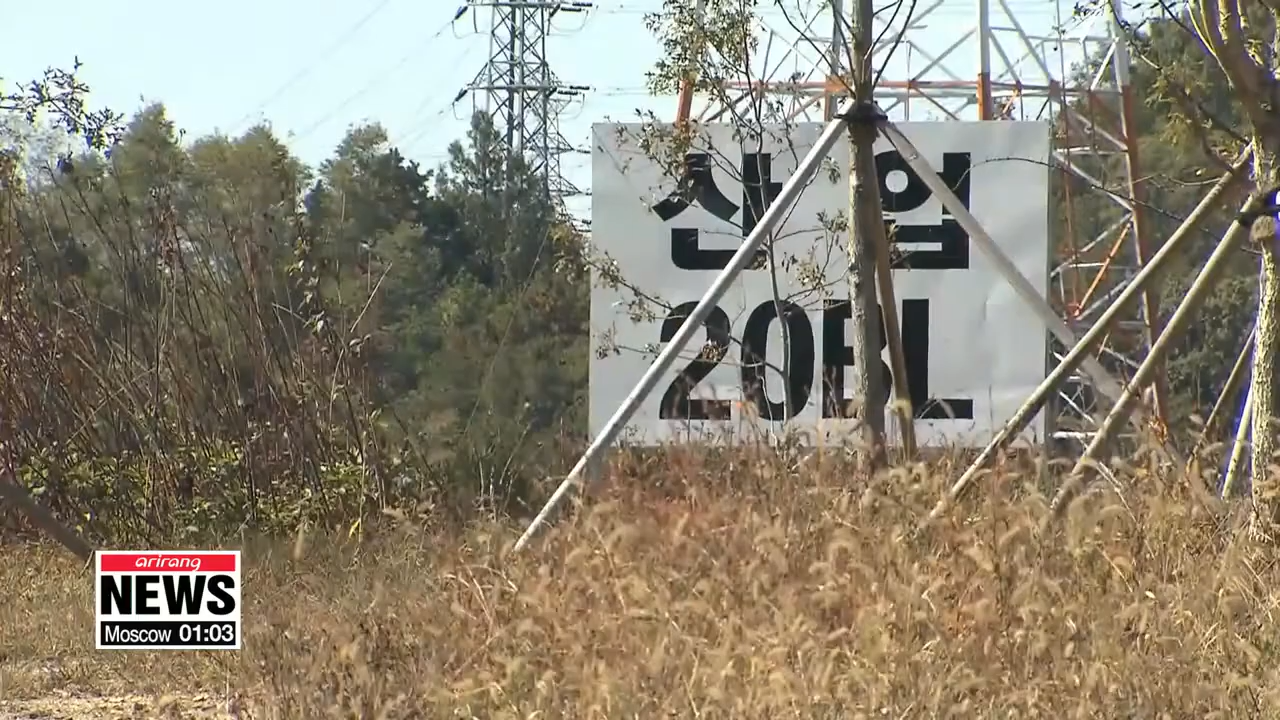 산업
20BL
arirang
NEWS
Moscow 01:03